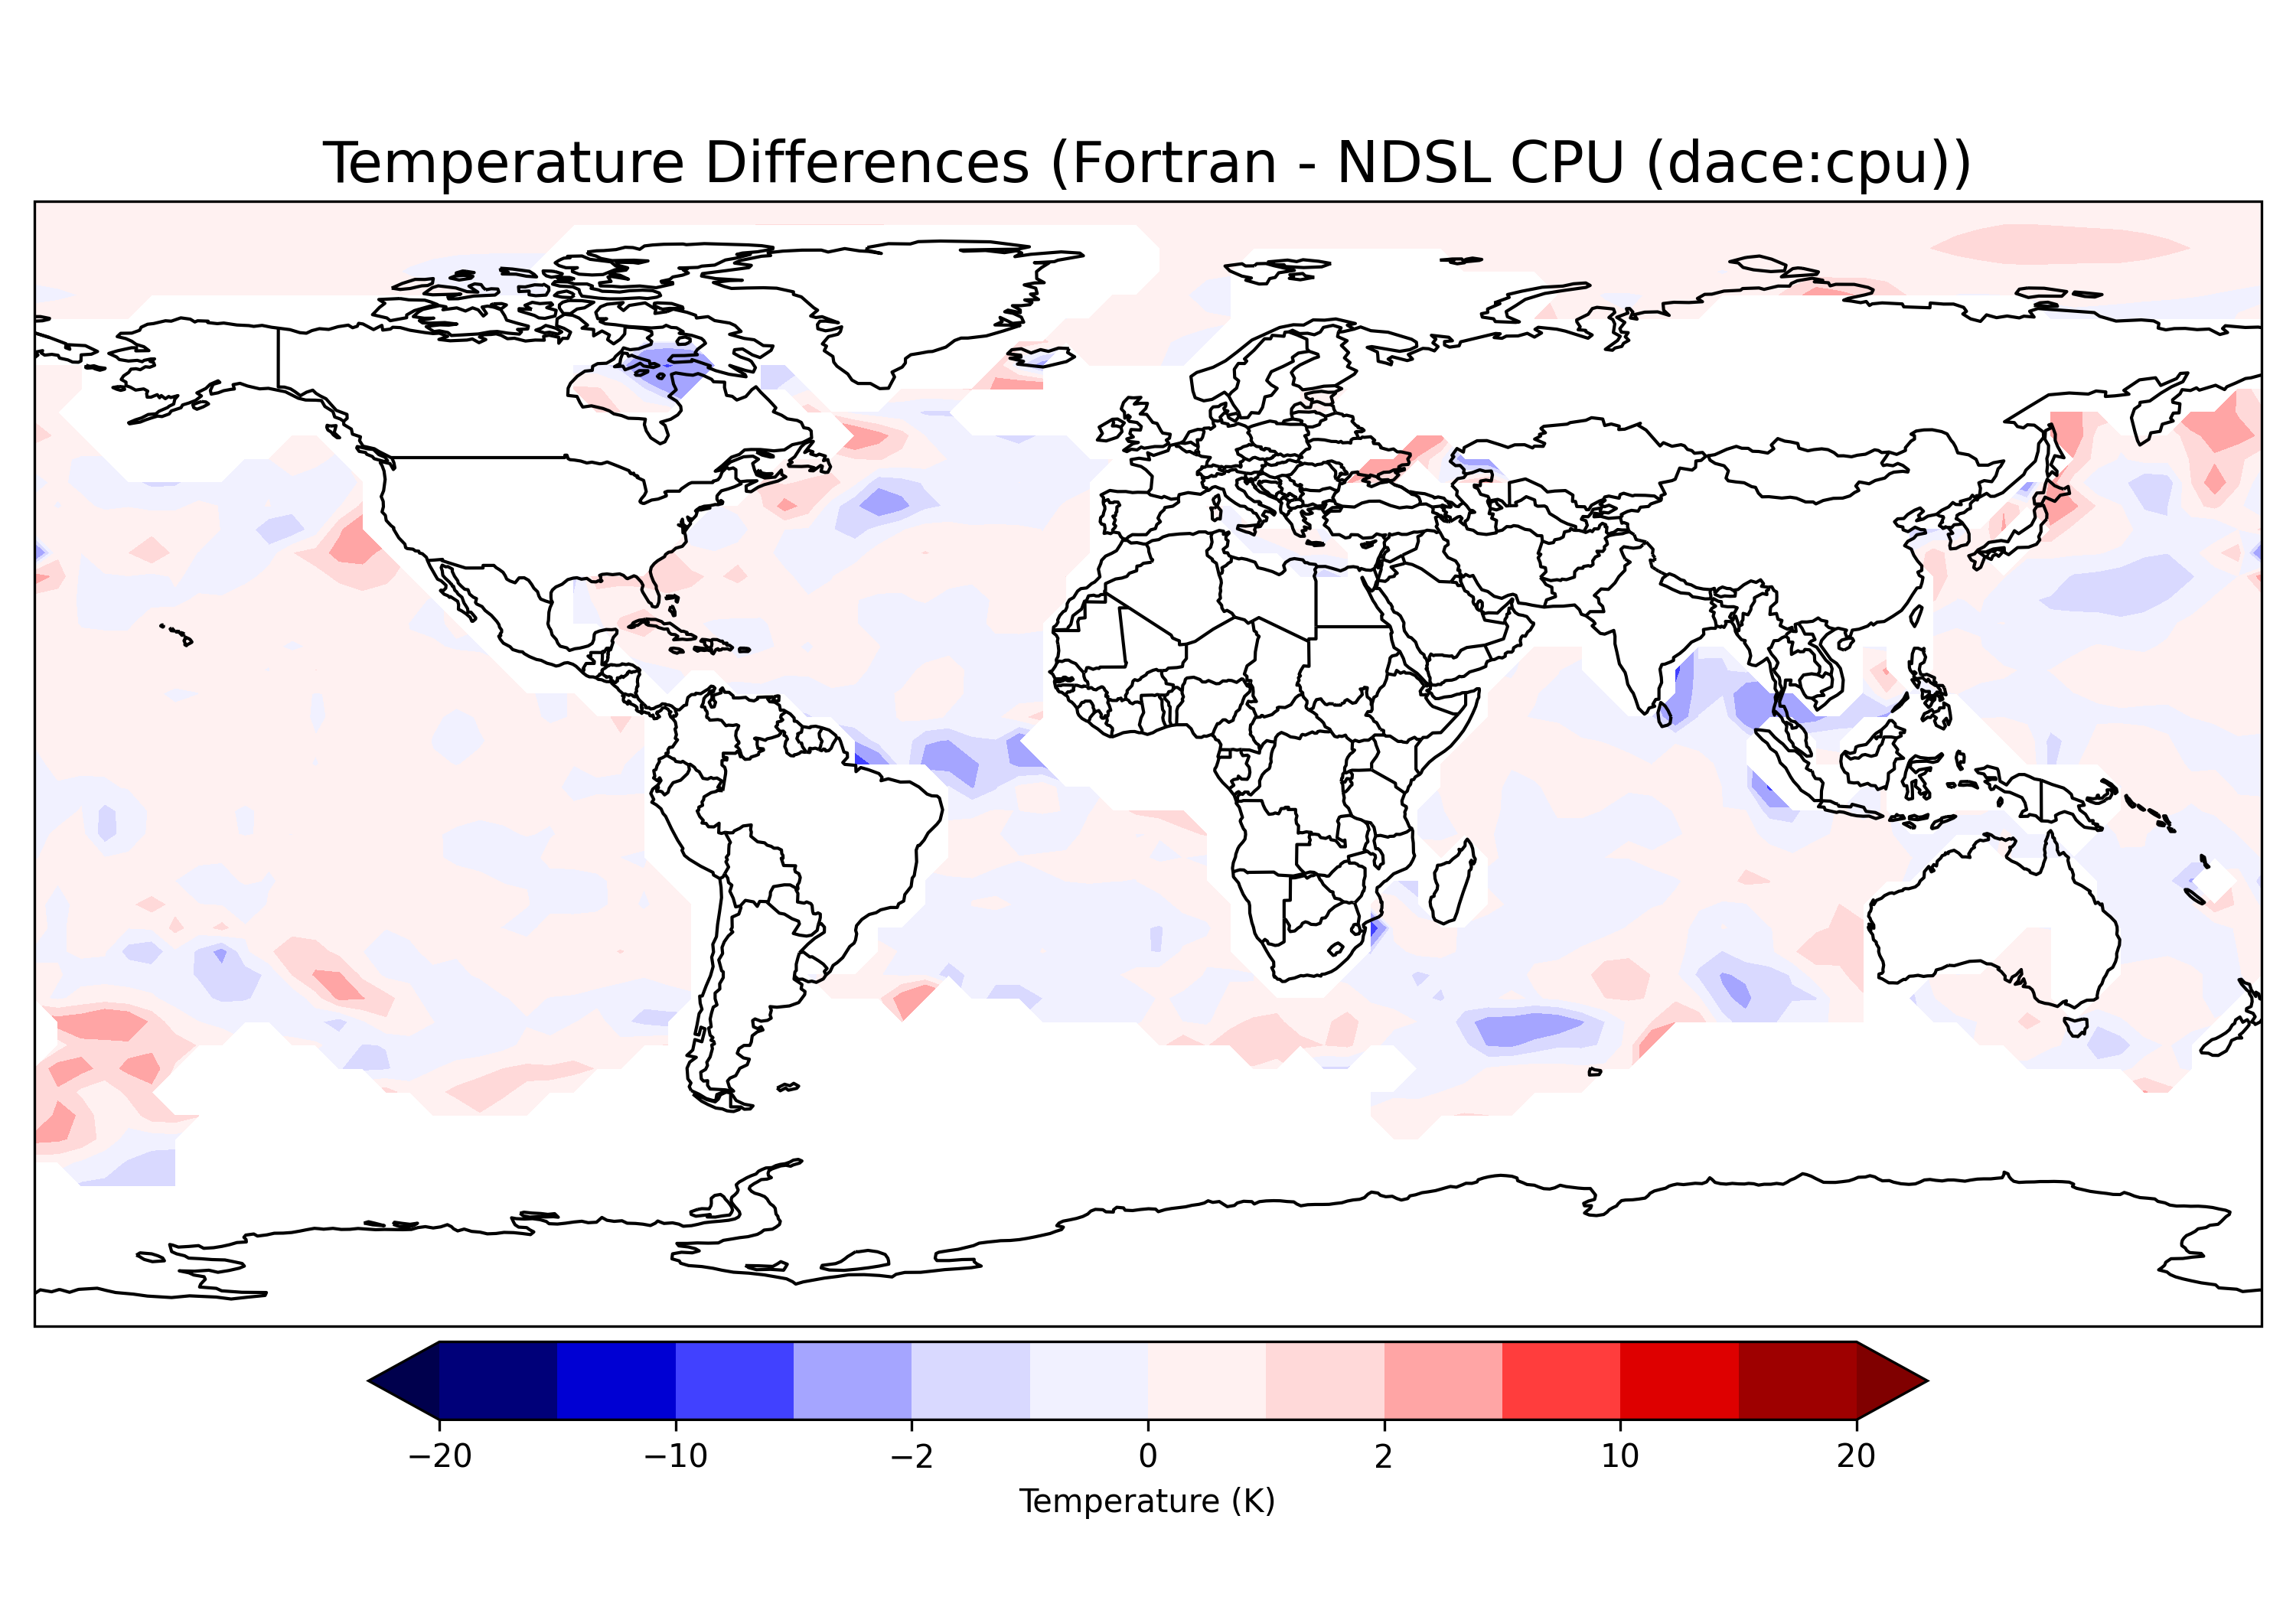 Temperature Differences (Fortran - NDSL CPU (dace:cpu))
−20 −10 −2 0 2 10 20
Temperature (K)